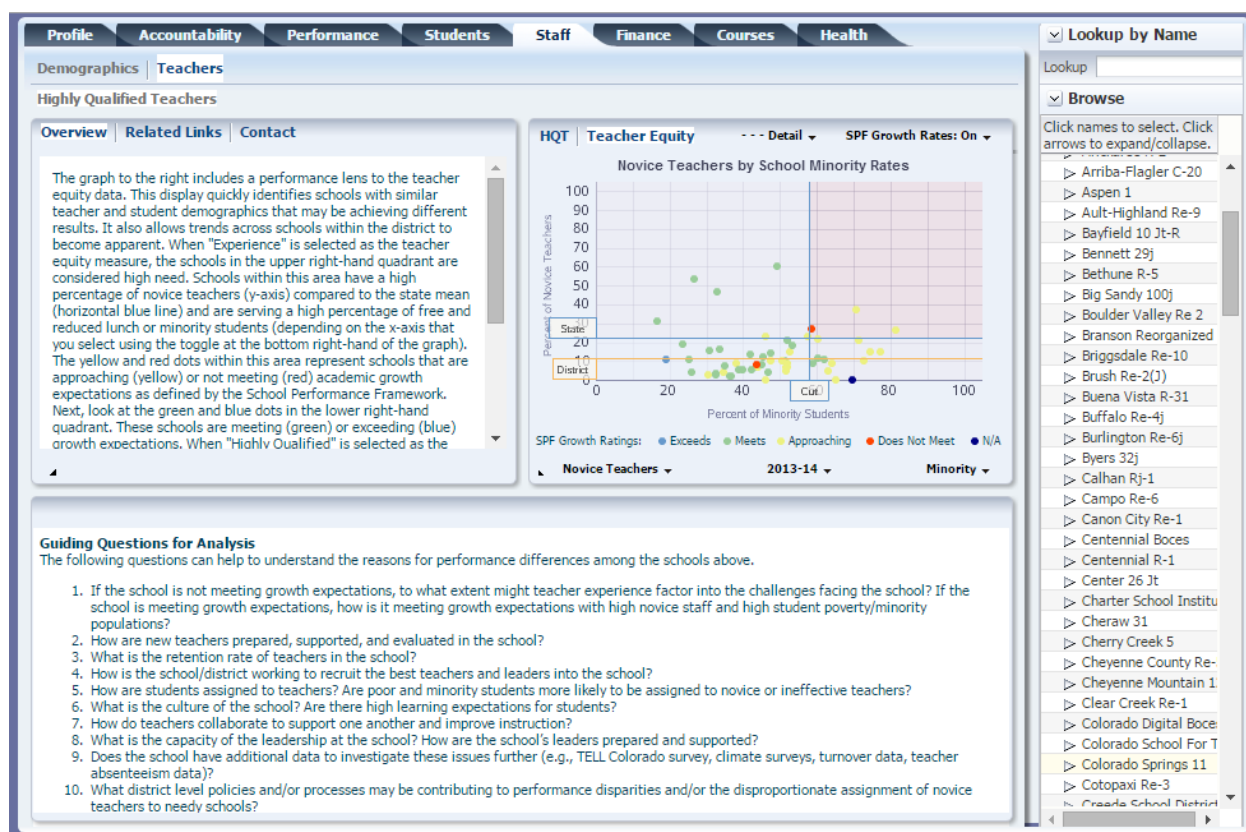 Profile Accountability Performance Students Staff Finance Courses Health
Demographics Teachers
Highly Qualified Teachers
Overview Related Links Contact
The graph to the right includes a performance lens to the teacher
equity data. This display quickly identifies schools with similar
teacher and student demographics that may be achieving different
results. It also allows trends across schools within the district to
become apparent. When "Experience" is selected as the teacher
equity measure, the schools in the upper right-hand quadrant are
considered high need. Schools within this area have a high
percentage of novice teachers (y-axis) compared to the state mean
(horizontal blue line) and are serving a high percentage of free and
reduced lunch or minority students (depending on the x-axis that
you select using the toggle at the bottom right-hand of the graph).
The yellow and red dots within this area represent schools that are
approaching (yellow) or not meeting (red) academic growth
expectations as defined by the School Performance Framework.
Next, look at the green and blue dots in the lower right-hand
quadrant. These schools are meeting (green) or exceeding (blue)
growth expectations. When "Highly Qualified" is selected as the
HQT Teacher Equity - - - Detail SPF Growth Rates: On
Novice Teachers by School Minority Rates
Percent of Novice Teachers
100
90
80
70
60
50
40
30
20
10
0
State
District
0 20 40 60 80 100
Cut
Percent of Minority Students
SPF Growth Ratings: Exceeds Meets Approaching Does Not Meet N/A
Novice Teachers 2013-14 Minority
Guiding Questions for Analysis
The following questions can help to understand the reasons for performance differences among the schools above.
1. If the school is not meeting growth expectations, to what extent might teacher experience factor into the challenges facing the school? If the
school is meeting growth expectations, how is it meeting growth expectations with high novice staff and high student poverty/minority
populations?
2. How are new teachers prepared, supported, and evaluated in the school?
3. What is the retention rate of teachers in the school?
4. How is the school/district working to recruit the best teachers and leaders into the school?
5. How are students assigned to teachers? Are poor and minority students more likely to be assigned to novice or ineffective teachers?
6. What is the culture of the school? Are there high learning expectations for students?
7. How do teachers collaborate to support one another and improve instruction?
8. What is the capacity of the leadership at the school? How are the school's leaders prepared and supported?
9. Does the school have additional data to investigate these issues further (e.g., TELL Colorado survey, climate surveys, turnover data, teacher
absenteeism data)?
10. What district level policies and/or processes may be contributing to performance disparities and/or the disproportionate assignment of novice
teachers to needy schools?
Lookup by Name
Lookup
Browse
Click names to select. Click
arrows to expand/collapse.
Arriba-Flagler C-20
Aspen 1
Ault-Highland Re-9
Bayfield 10 Jt-R
Bennett 29j
Bethune R-5
Big Sandy 100j
Boulder Valley Re 2
Branson Reorganized
Briggsdale Re-10
Brush Re-2(J)
Buena Vista R-31
Buffalo Re-4j
Burlington Re-6j
Byers 32j
Calhan Rj-1
Campo Re-6
Canon City Re-1
Centennial Boces
Centennial R-1
Center 26 Jt
Charter School Institu
Cheraw 31
Cherry Creek 5
Cheyenne County Re-
Cheyenne Mountain 1
Clear Creek Re-1
Colorado Digital Boce
Colorado School For T
Colorado Springs 11
Cotopaxi Re-3
Creede School District